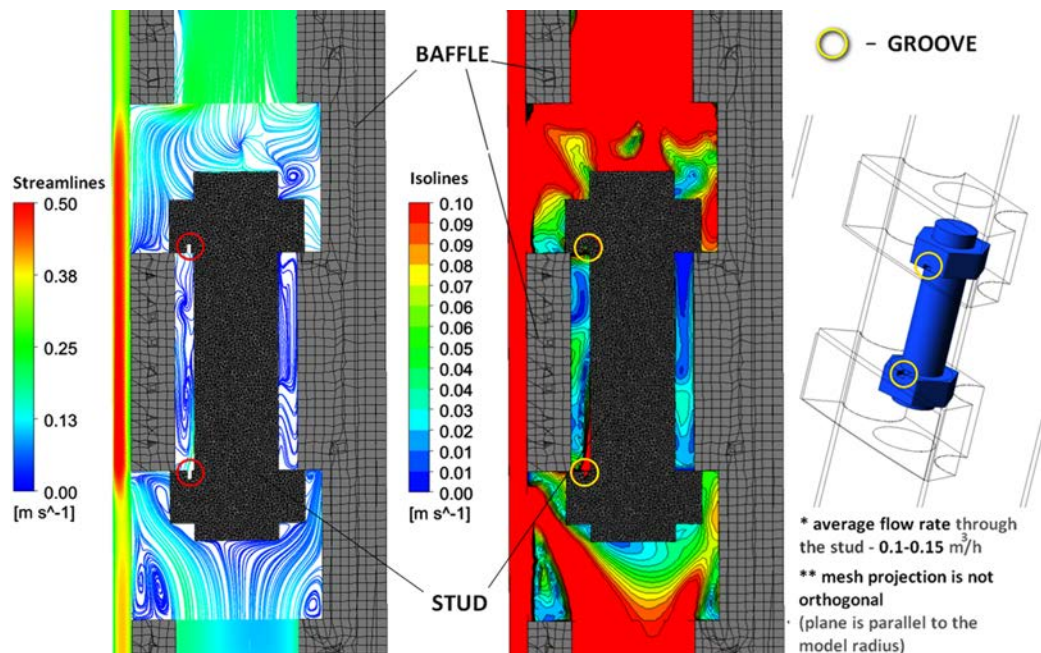 BAFFLE
– GROOVE
Streamlines
0.50
0.38
0.25
0.13
0.00
[m s^-1]
Isolines
0.10
0.09
0.09
0.08
0.07
0.06
0.06
0.05
0.04
0.04
0.03
0.02
0.01
0.01
0.00
[m s^-1]
STUD
* average flow rate through
the stud - 0.1-0.15 m³/h
** mesh projection is not
orthogonal
(plane is parallel to the
model radius)